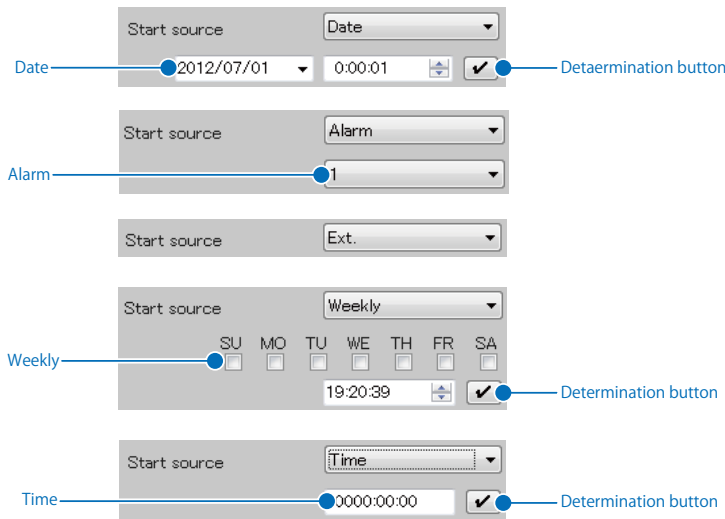 Start source Date
Date 2012/07/01 0:00:01 Detaermination button
Start source Alarm
Alarm 1
Start source Ext.
Start source Weekly
SU MO TU WE TH FR SA
Weekly
19:20:39 Determination button
Start source Time
Time 0000:00:00 Determination button